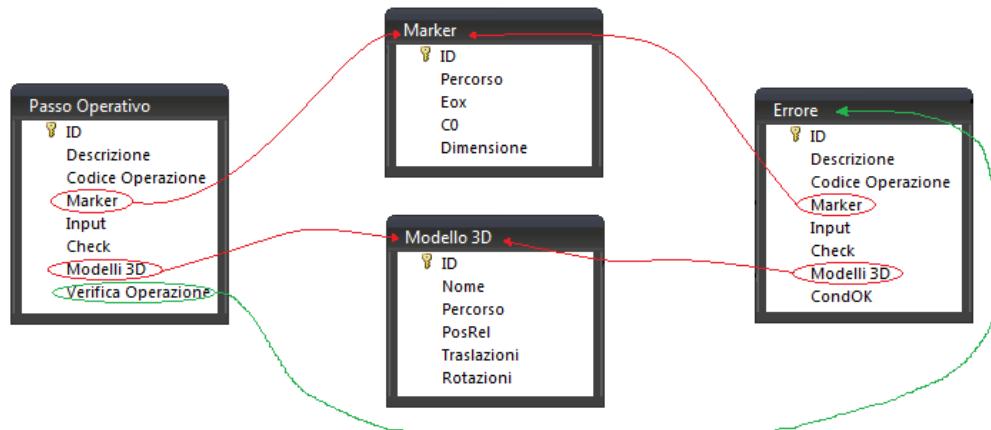 Passo Operativo
ID
Descrizione
Codice Operazione
Marker
Input
Check
Modelli 3D
Verifica Operazione
Marker
ID
Percorso
Eox
C0
Dimensione
Modello 3D
ID
Nome
Percorso
PosRel
Traslazioni
Rotazioni
Errore
ID
Descrizione
Codice Operazione
Marker
Input
Check
Modelli 3D
CondOK